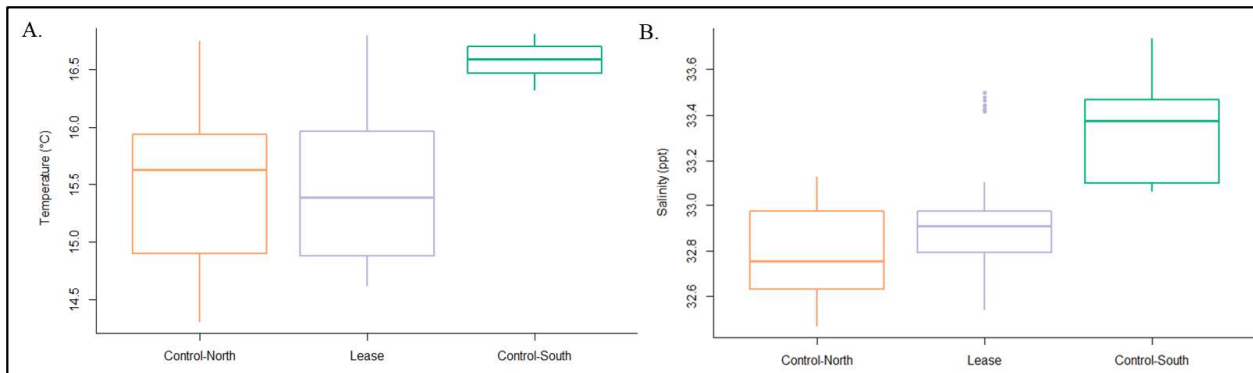 A.
Temperature (°C)
16.5
16.0
15.5
15.0
14.5
Control-North Lease Control-South
B.
Salinity (ppt)
33.6
33.4
33.2
33.0
32.8
32.6
Control-North Lease Control-South